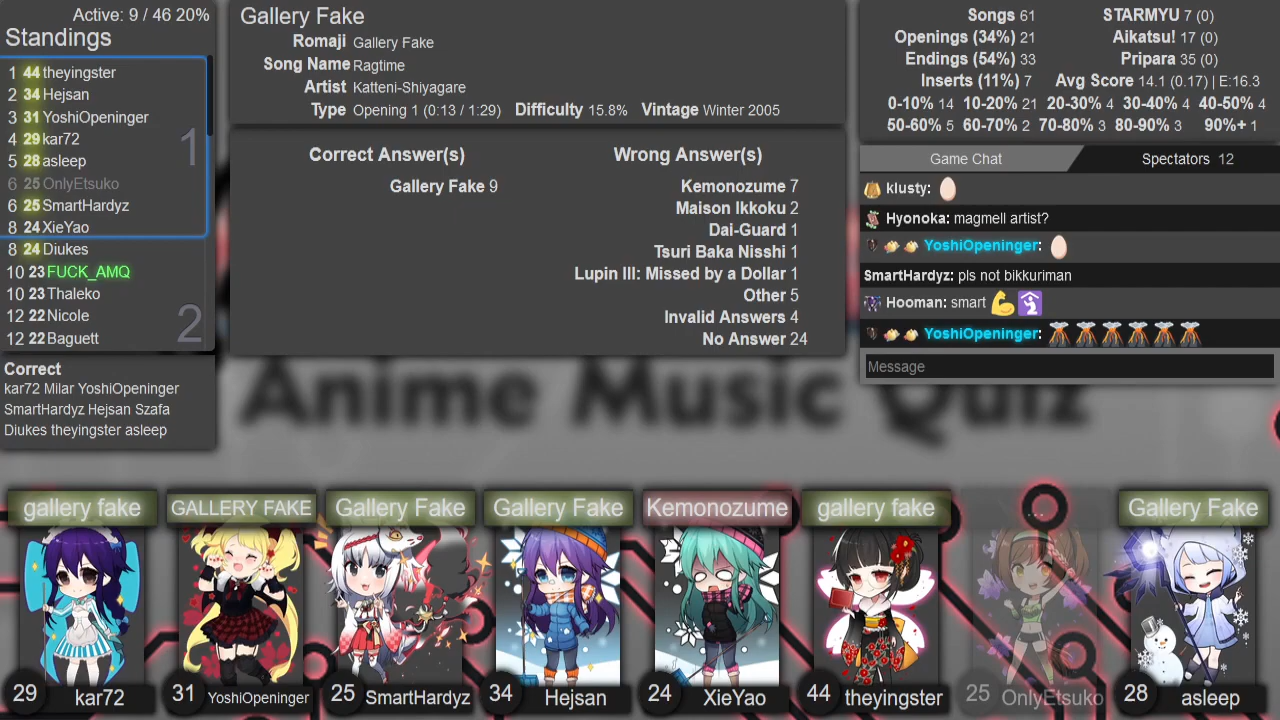 Active: 9 / 46 20%
Standings
1 44 theyingster
2 34 Hejsan
3 31 YoshiOpeninger
4 29 kar72
5 28 asleep
6 25 OnlyEtsuko
6 25 SmartHardyz
8 24 XieYao
1
8 24 Diukes
10 23 FUCK_AMQ
10 23 Thaleko
12 22 Nicole
12 22 Baguett
2
Correct
kar72 Milar YoshiOpeninger
SmartHardyz Hejsan Szafa
Diukes theyingster asleep
Gallery Fake
Romaji Gallery Fake
Song Name Ragtime
Artist Katteni-Shiyagare
Type Opening 1 (0:13 / 1:29) Difficulty 15.8% Vintage Winter 2005
Correct Answer(s)
Gallery Fake 9
Wrong Answer(s)
Kemonozume 7
Maison Ikkoku 2
Dai-Guard 1
Tsuri Baka Nisshi 1
Lupin III: Missed by a Dollar 1
Other 5
Invalid Answers 4
No Answer 24
Songs 61 STARMYU 7 (0)
Openings (34%) 21 Aikatsu! 17 (0)
Endings (54%) 33 Pripara 35 (0)
Inserts (11%) 7 Avg Score 14.1 (0.17) | E:16.3
0-10% 14 10-20% 21 20-30% 4 30-40% 4 40-50% 4
50-60% 5 60-70% 2 70-80% 3 80-90% 3 90%+ 1
Game Chat Spectators 12
klusty:
Hyonoka: magmell artist?
YoshiOpeninger:
SmartHardyz: pls not bikkuriman
Hooman: smart
YoshiOpeninger:
Message
Anime Music Quiz
gallery fake GALLERY FAKE Gallery Fake Gallery Fake Kemonozume gallery fake ... Gallery Fake
29 kar72 31 YoshiOpeninger 25 SmartHardyz 34 Hejsan 24 XieYao 44 theyingster 25 OnlyEtsuko 28 asleep